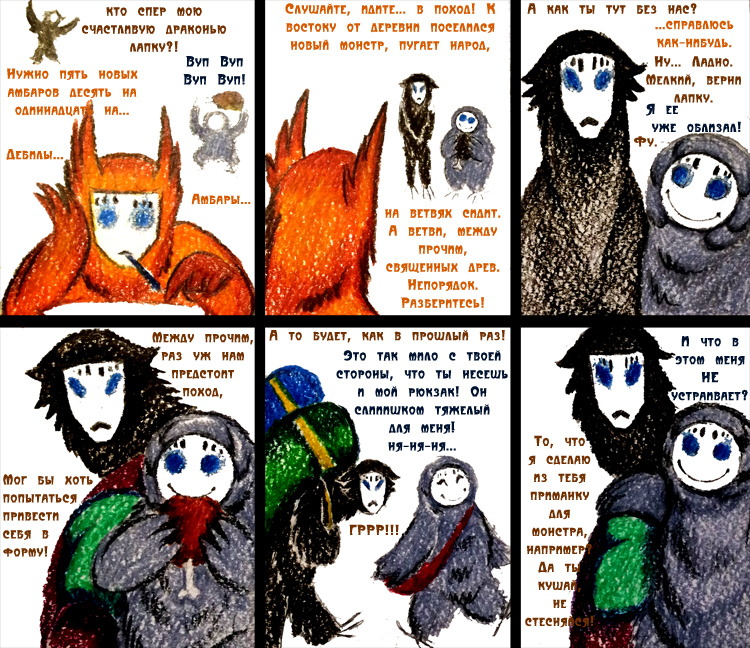 кто спер мою
счастливую драконью
лапку?!
Вуп Вуп
Вуп Вуп!
Нужно пять новых
амбаров десять на
одиннадцать на...
Дебилы...
Амбары...
Слушайте, идите... в поход! К
востоку от деревни поселился
новый монстр, пугает народ,
на ветвях сидит.
А ветви, между
прочим,
священных древ.
Непорядок.
Разберитесь!
А как ты тут без нас?
...справлюсь
как-нибудь.
Ну... Ладно.
Мелкий, верни
лапку.
Я ее
уже облизал!
Фу.
Между прочим,
раз уж нам
предстоит
поход,
Мог бы хоть
попытаться
привести
себя в
форму!
А то будет, как в прошлый раз!
Это так мило с твоей
стороны, что ты несешь
и мой рюкзак! Он
слиишком тяжелый
для меня!
Ня-ня-ня...
ГРРР!!!
И что в
этом меня
НЕ
устраивает?
То, что
я сделаю
из тебя
приманку
для
монстра,
например?
Да ты
кушай,
не
стесняйся!